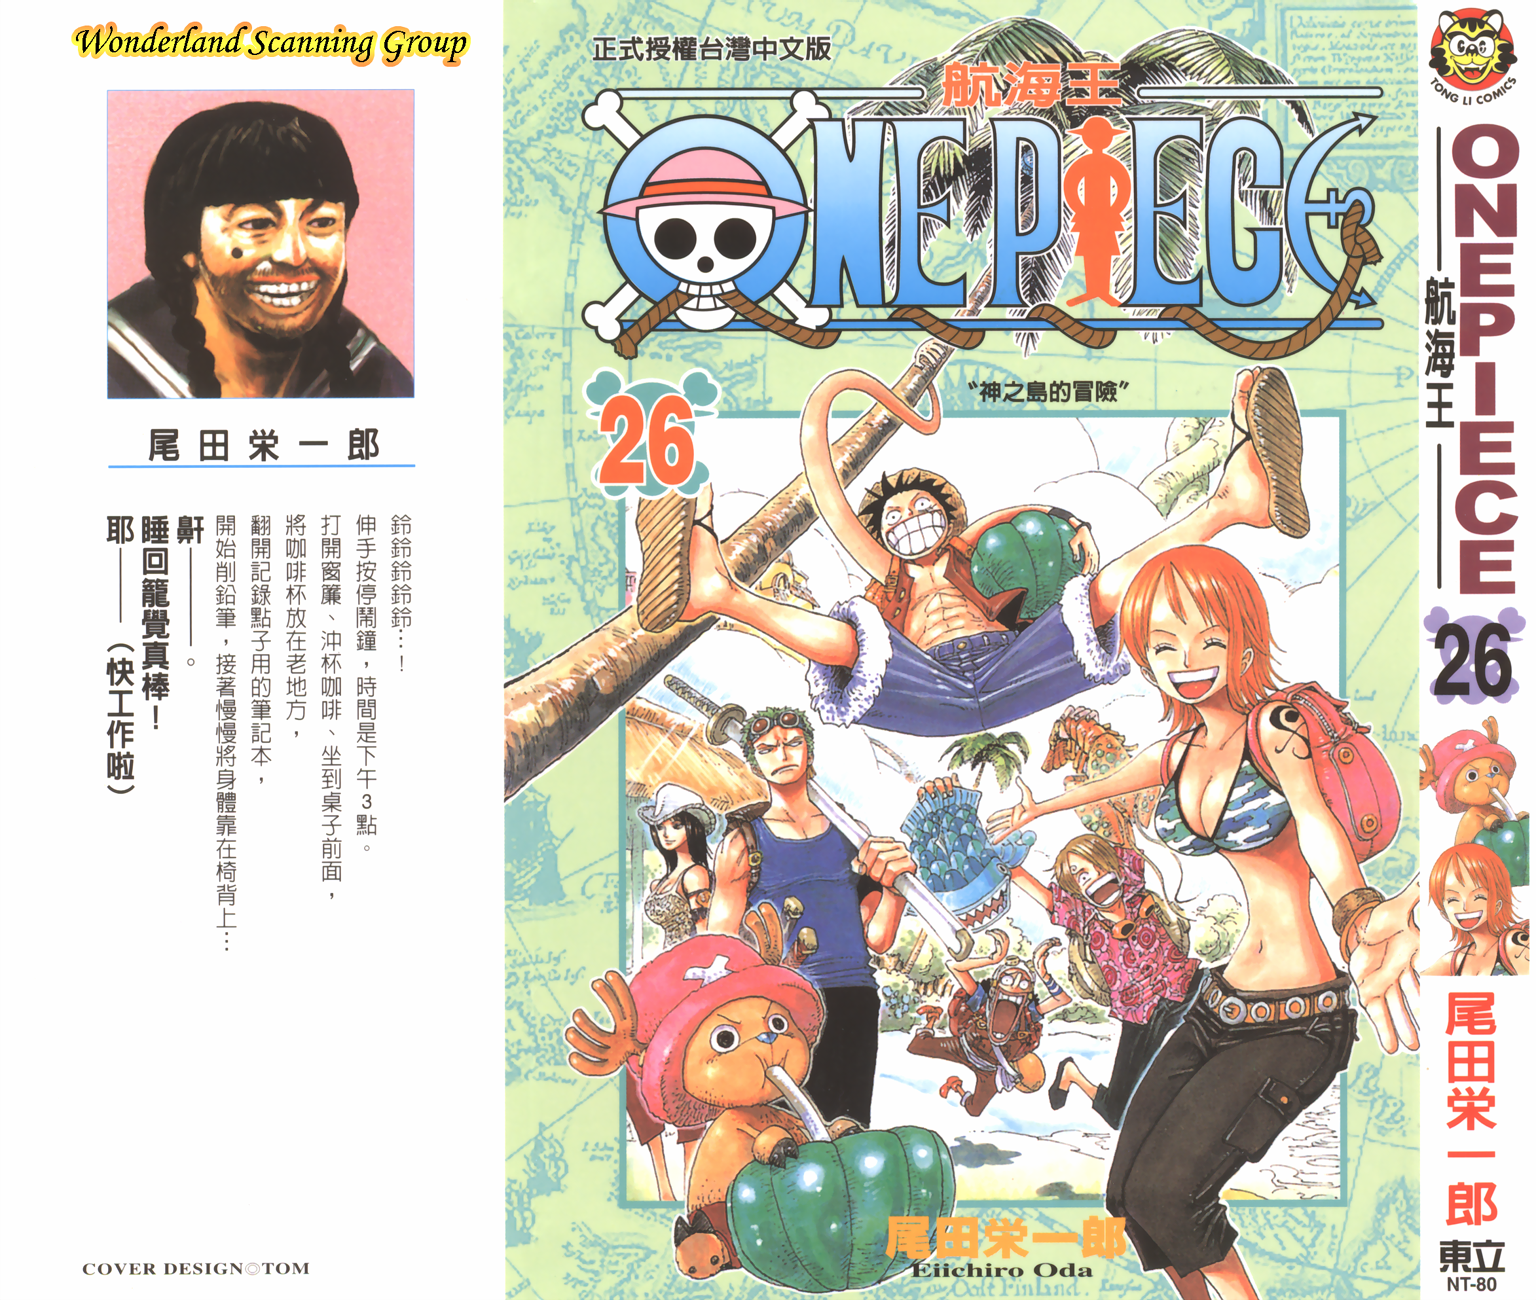 Wonderland Scanning Group
尾田栄一郎
鈴鈴鈴鈴鈴…！
伸手按停鬧鐘，時間是下午3點。
打開窗簾、沖杯咖啡、坐到桌子前面，
將咖啡杯放在老地方，
翻開記錄點子用的筆記本，
開始削鉛筆，接著慢慢將身體靠在椅背上…
鼾——。
睡回籠覺真棒！
耶——（快工作啦）
COVER DESIGN◎TOM
正式授權台灣中文版
航海王
ONE PIECE
"神之島的冒險"
26
尾田栄一郎
Eiichiro Oda
TONG LI COMICS
ONE PIECE
航海王
26
尾田栄一郎
東立
NT-80